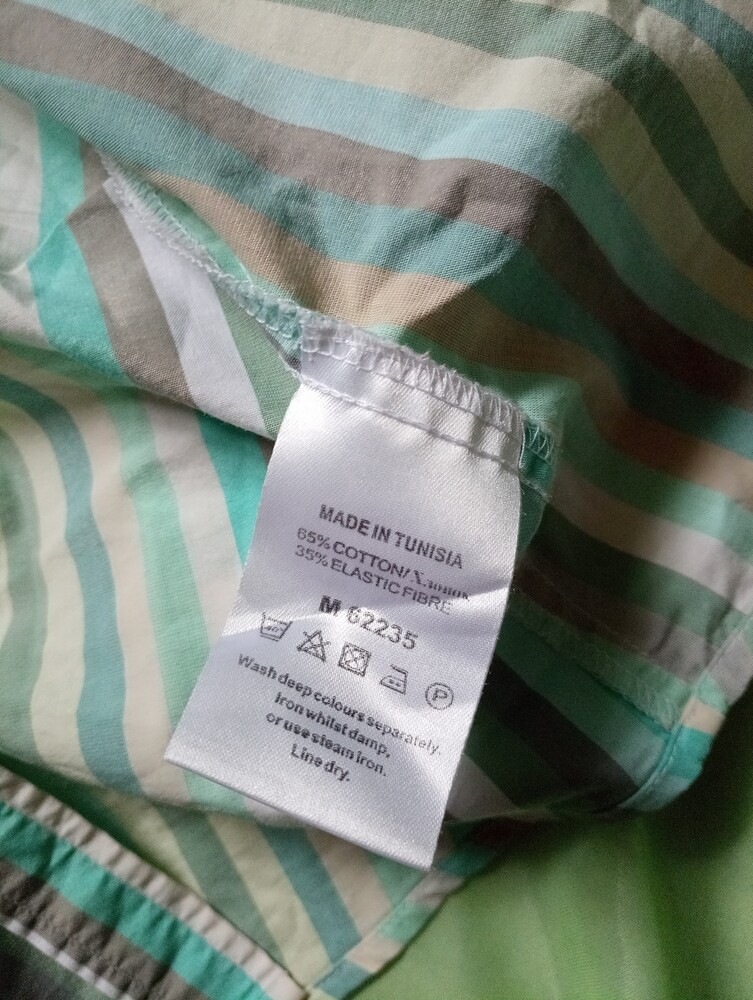 MADE IN TUNISIA
65% COTTON/
35% ELASTIC FIBRE
M 62235
40
P
Wash deep colours separately.
Iron whilst damp,
or use steam iron.
Line dry.